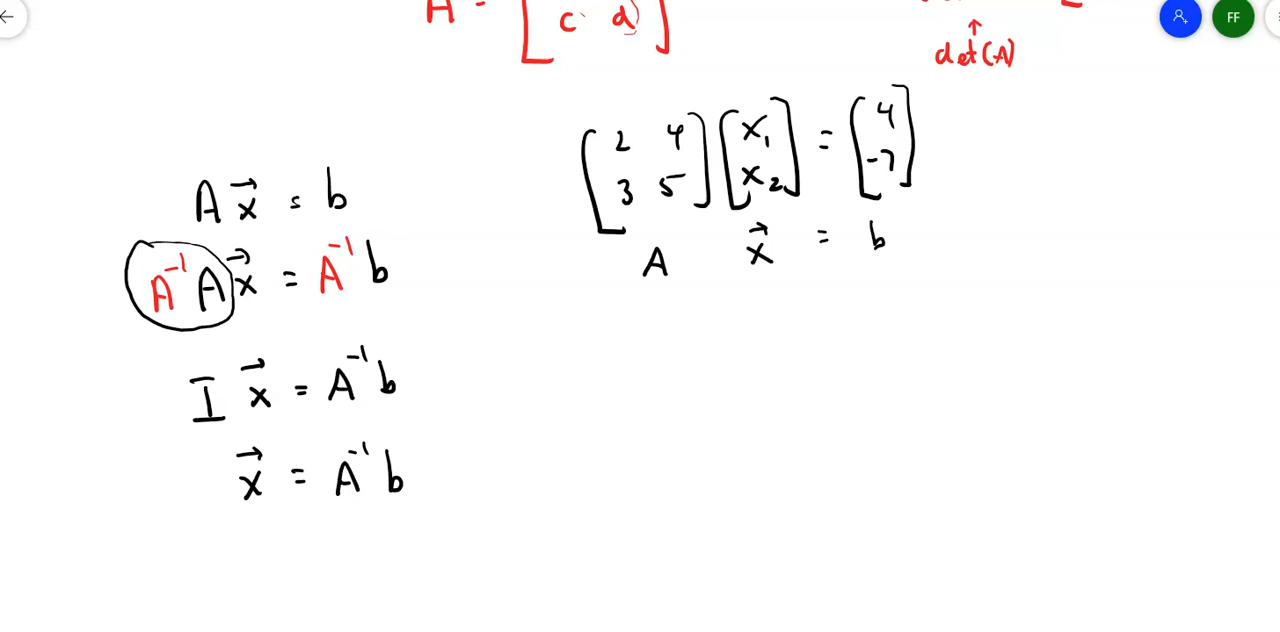 A =
[c d]
det(A)
FF
[2 4
3 5] [x₁
x₂] = [4
-7]
A x⃗ = b
A x⃗ = b
A⁻¹ A x⃗ = A⁻¹ b
I x⃗ = A⁻¹ b
x⃗ = A⁻¹ b